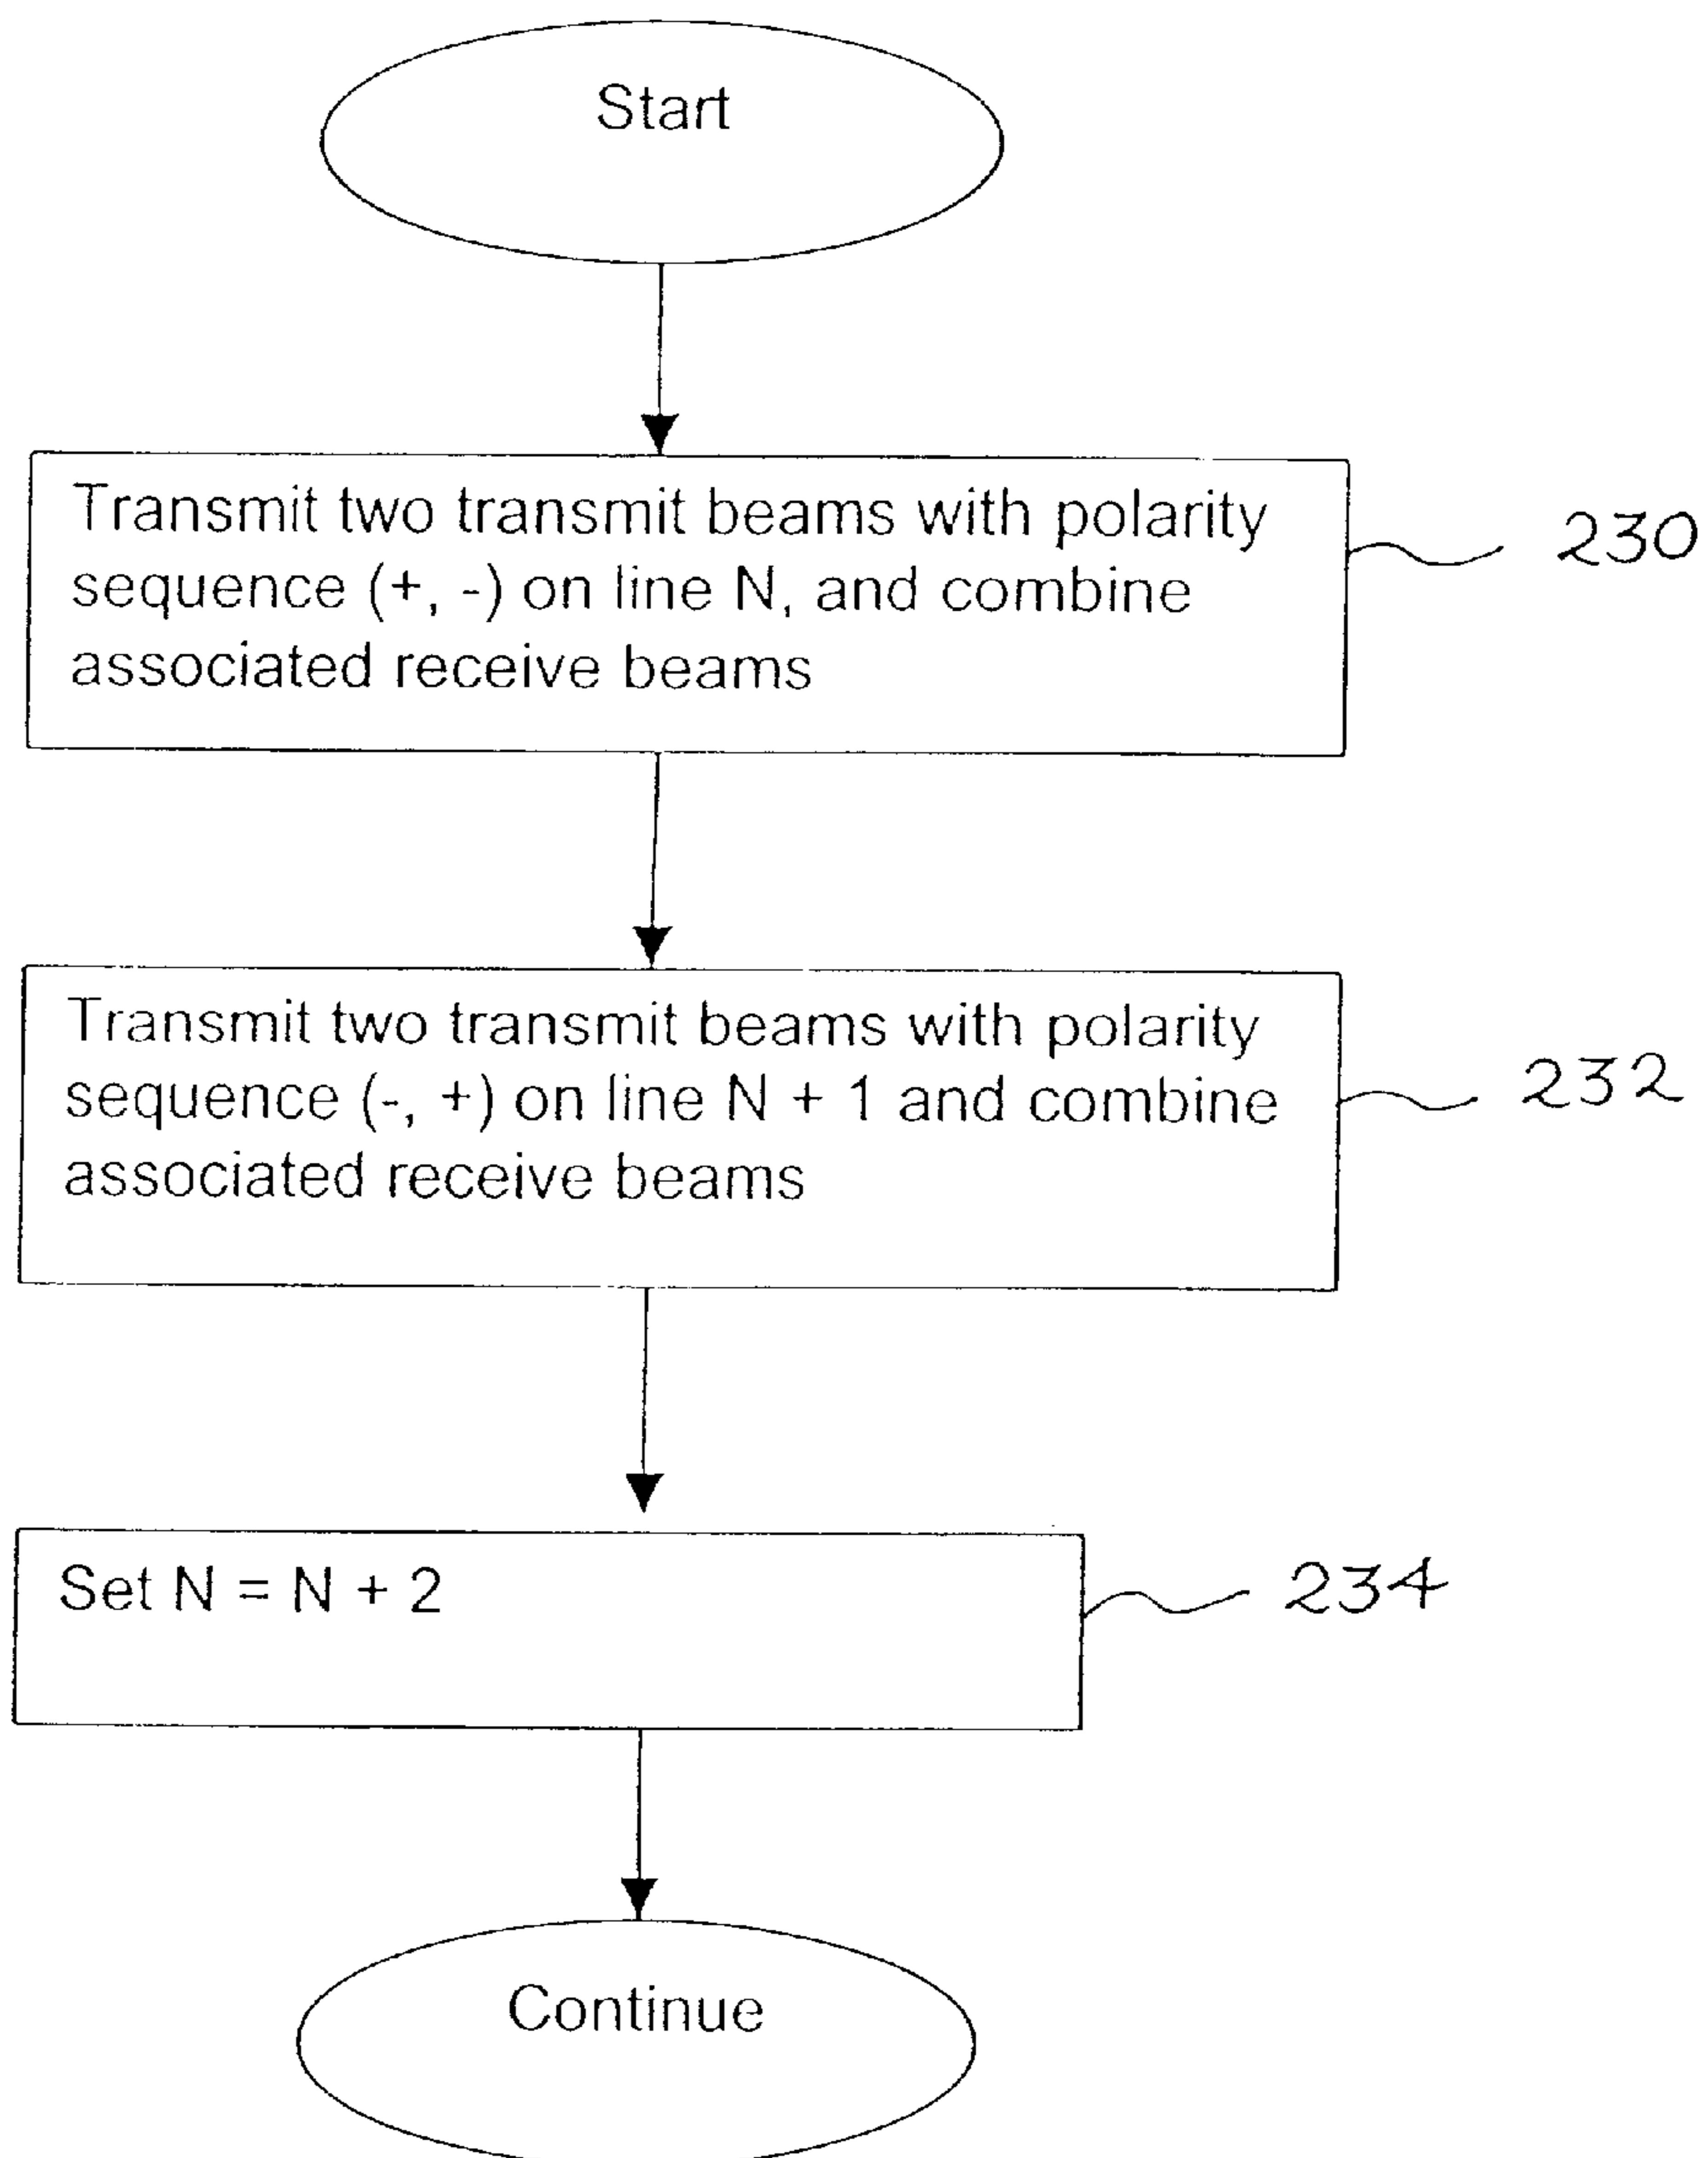 Start
Transmit two transmit beams with polarity
sequence (+, -) on line N, and combine
associated receive beams
230
Transmit two transmit beams with polarity
sequence (-, +) on line N + 1 and combine
associated receive beams
232
Set N = N + 2
234
Continue